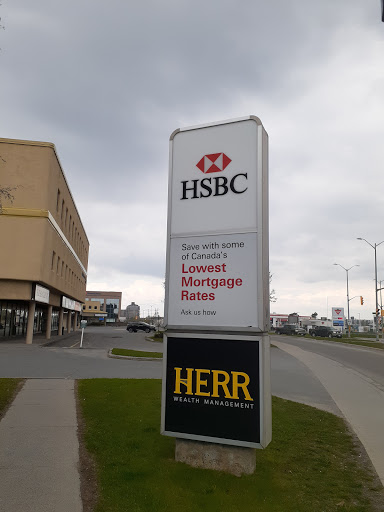 HSBC
Save with some
of Canada's
Lowest
Mortgage
Rates
Ask us how
HERR
WEALTH MANAGEMENT